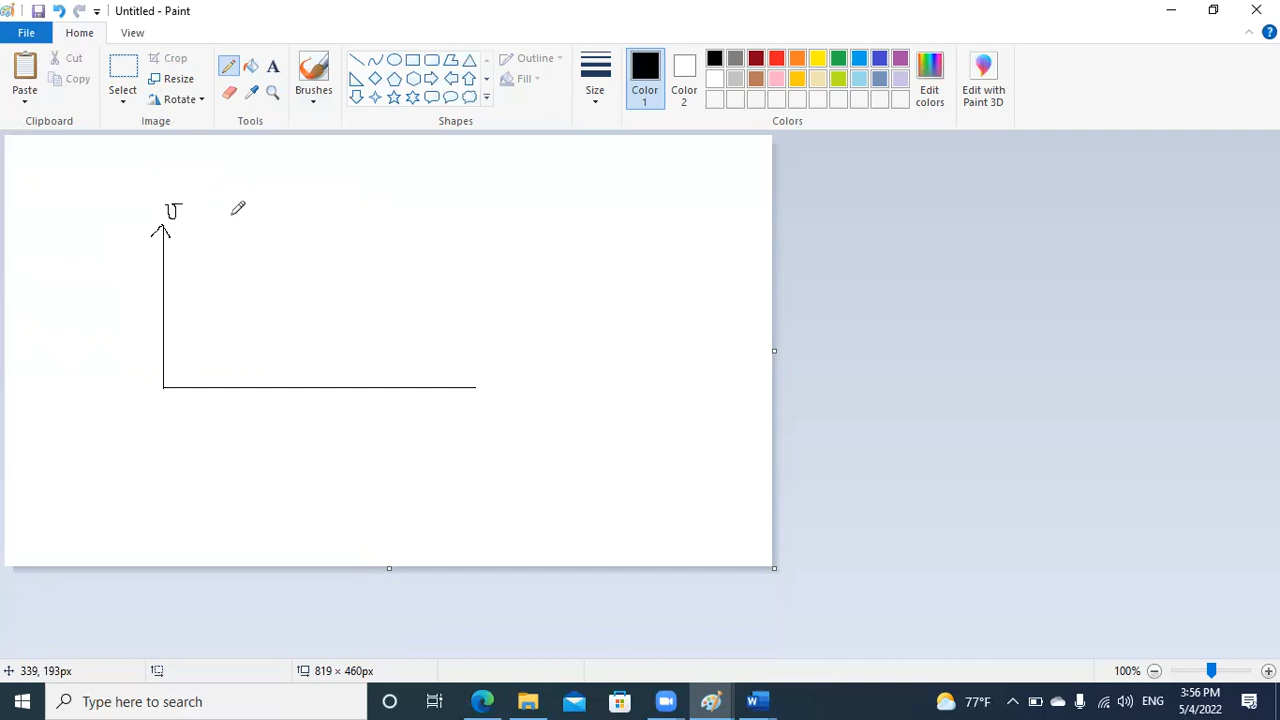 Untitled - Paint
File
Home
View
Paste
Cut
Copy
Clipboard
Select
Crop
Resize
Rotate
Image
Tools
Brushes
Shapes
Outline
Fill
Size
Color 1
Color 2
Edit colors
Edit with Paint 3D
Colors
339, 193px
819 × 460px
100%
Type here to search
77°F
ENG
3:56 PM
5/4/2022